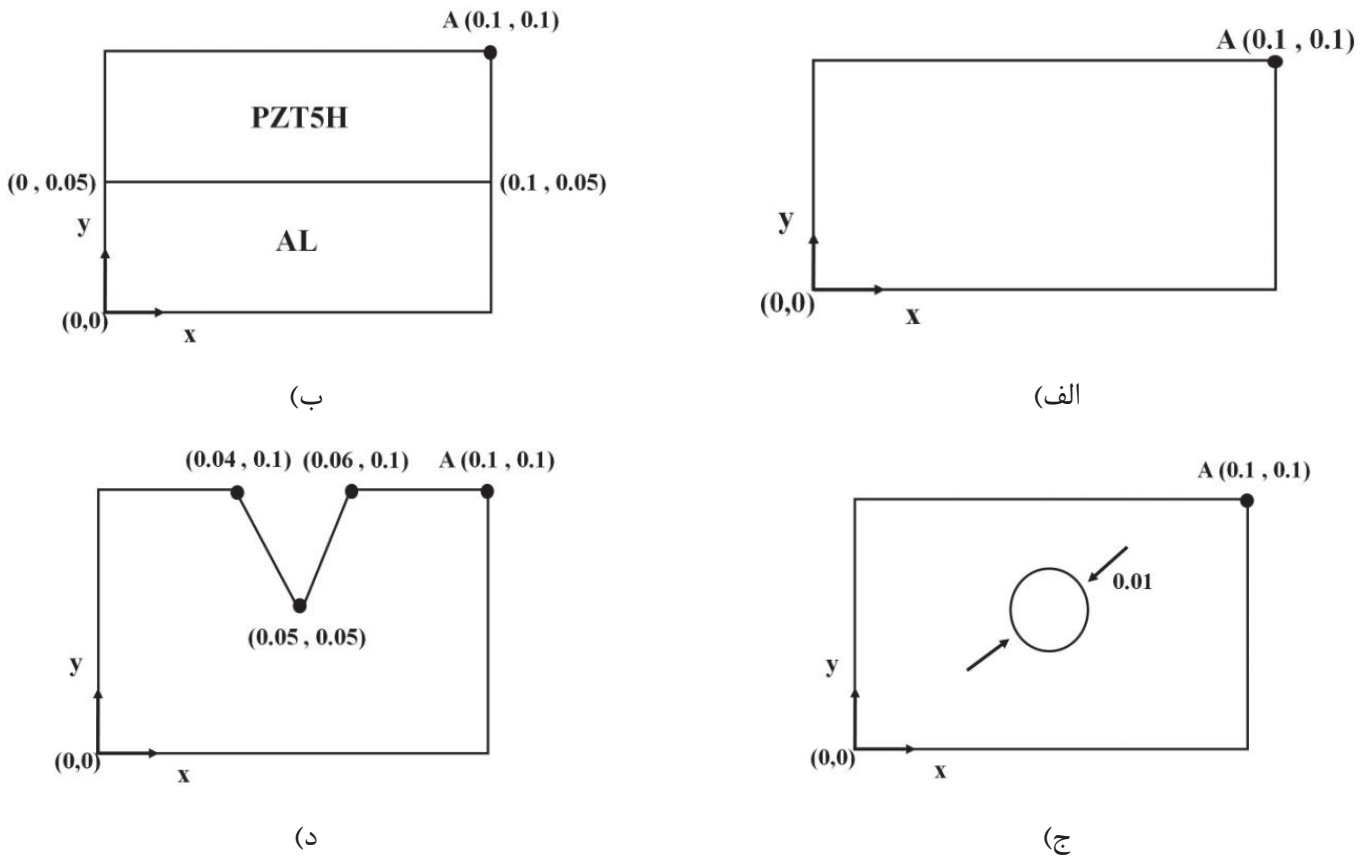 A (0.1 , 0.1)
PZT5H
(0 , 0.05)
(0.1 , 0.05)
y
AL
(0,0)
x
ب)
A (0.1 , 0.1)
y
(0,0)
x
الف)
(0.04 , 0.1)
(0.06 , 0.1)
A (0.1 , 0.1)
(0.05 , 0.05)
y
(0,0)
x
د)
A (0.1 , 0.1)
0.01
y
(0,0)
x
ج)